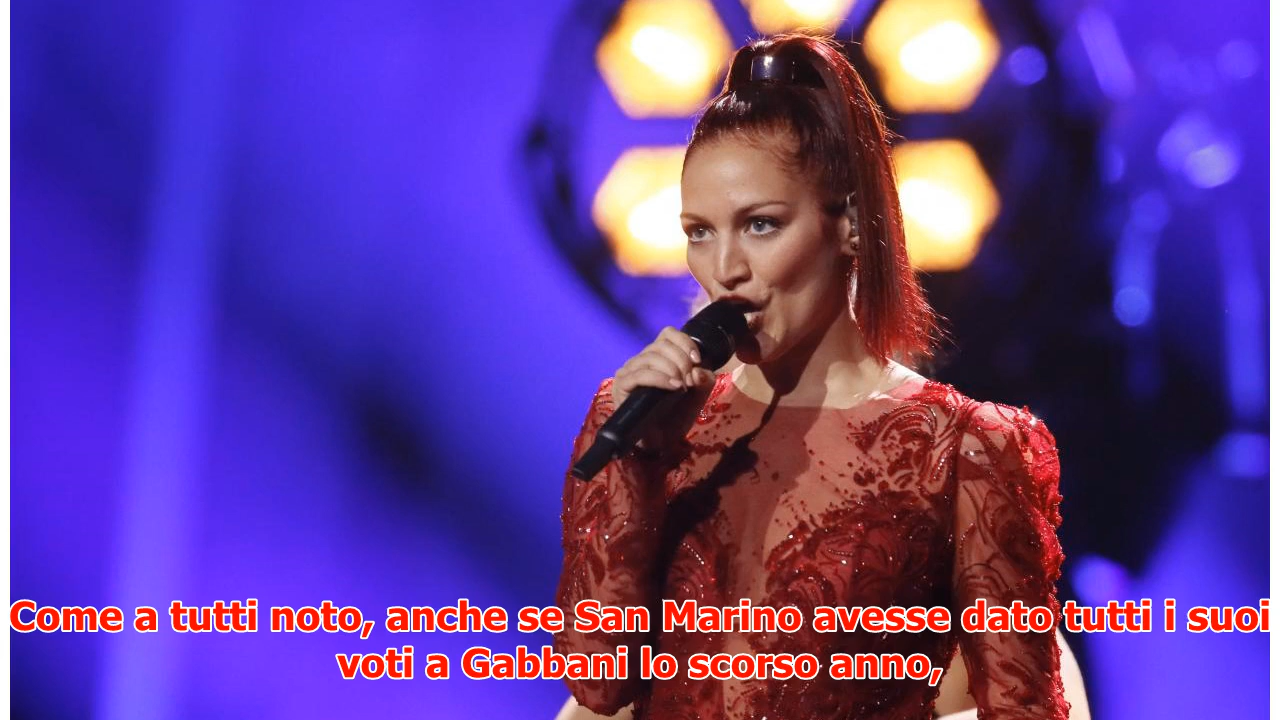 Come a tutti noto, anche se San Marino avesse dato tutti i suoi
voti a Gabbani lo scorso anno,